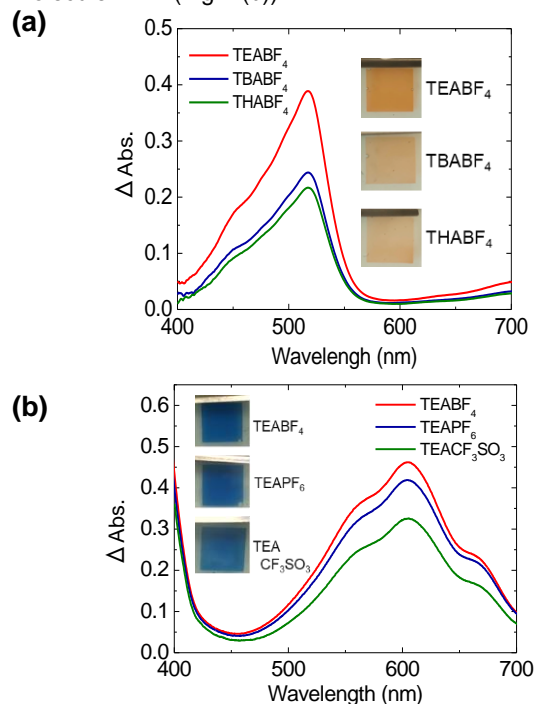 (a)
0.5
0.4
0.3
0.2
0.1
0.0
Δ Abs.
TEABF4
TBABF4
THABF4
TEABF4
TBABF4
THABF4
400 500 600 700
Wavelengh (nm)
(b)
0.6
0.5
0.4
0.3
0.2
0.1
0.0
Δ Abs.
TEABF4
TEAPF6
TEA
CF3SO3
TEABF4
TEAPF6
TEACF3SO3
400 500 600 700
Wavelength (nm)